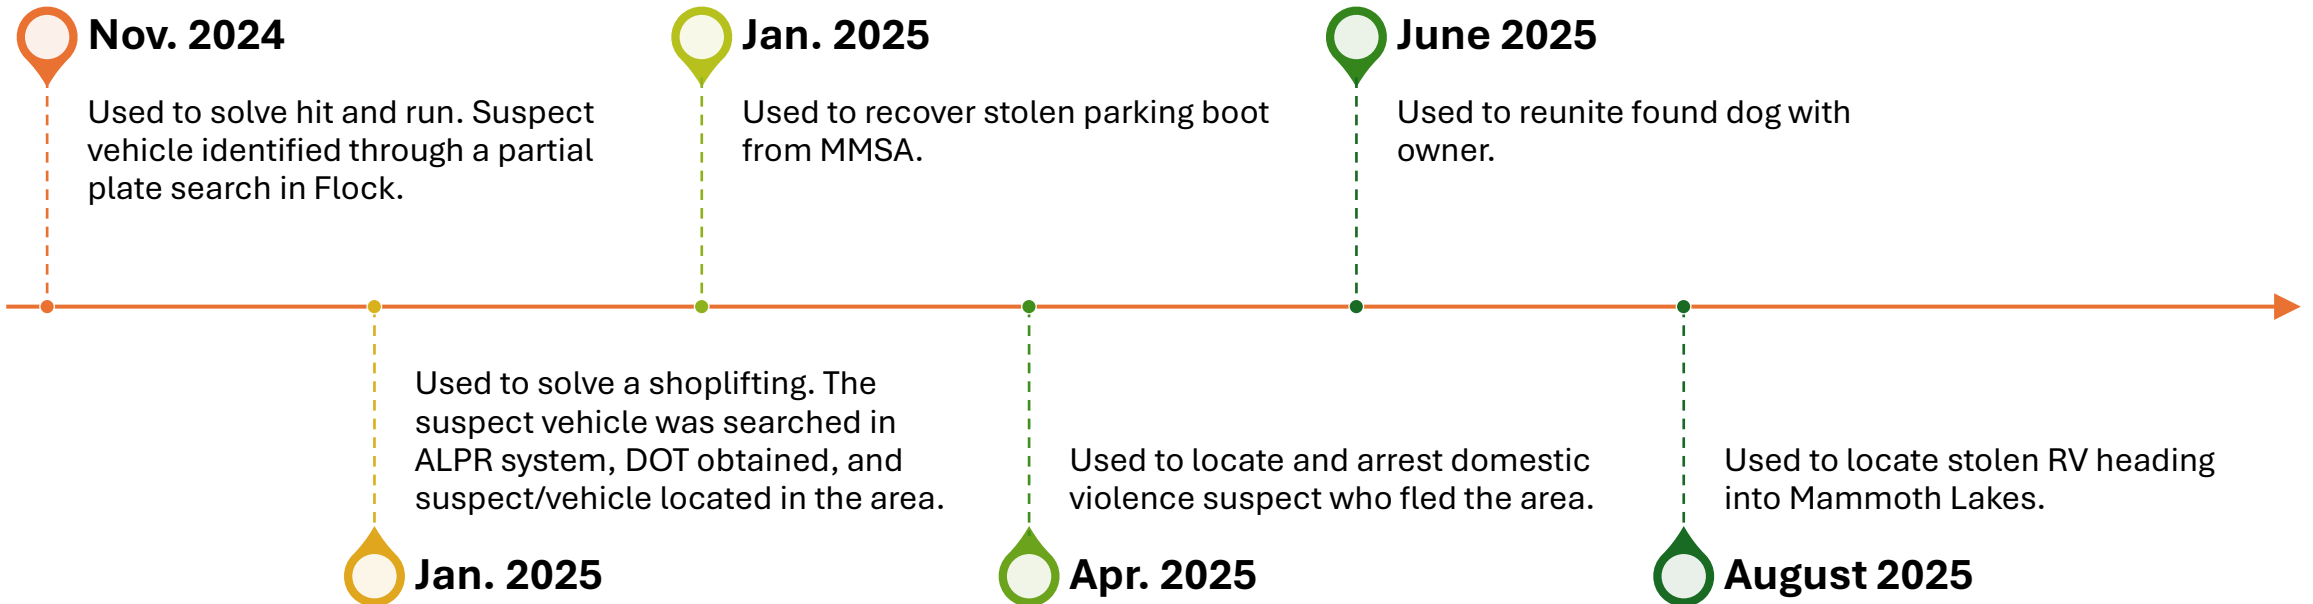 Nov. 2024
Used to solve hit and run. Suspect
vehicle identified through a partial
plate search in Flock.
Jan. 2025
Used to recover stolen parking boot
from MMSA.
June 2025
Used to reunite found dog with
owner.
Used to solve a shoplifting. The
suspect vehicle was searched in
ALPR system, DOT obtained, and
suspect/vehicle located in the area.
Jan. 2025
Used to locate and arrest domestic
violence suspect who fled the area.
Apr. 2025
Used to locate stolen RV heading
into Mammoth Lakes.
August 2025